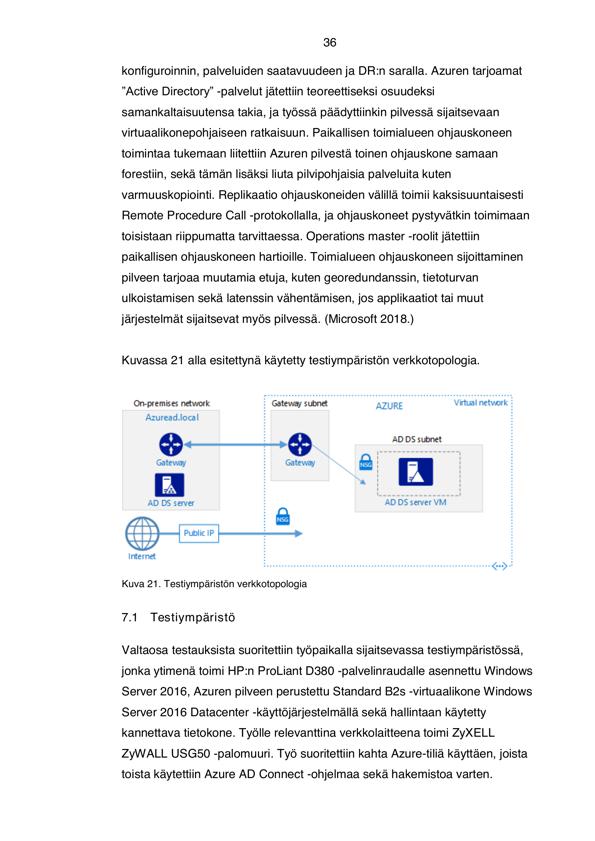 36
konfiguroinnin, palveluiden saatavuudeen ja DR:n saralla. Azuren tarjoamat
”Active Directory” -palvelut jätettiin teoreettiseksi osuudeksi
samankaltaisuutensa takia, ja työssä päädyttiinkin pilvessä sijaitsevaan
virtuaalikonepohjaiseen ratkaisuun. Paikallisen toimialueen ohjauskoneen
toimintaa tukemaan liitettiin Azuren pilvestä toinen ohjauskone samaan
forestiin, sekä tämän lisäksi liuta pilvipohjaisia palveluita kuten
varmuuskopiointi. Replikaatio ohjauskoneiden välillä toimii kaksisuuntaisesti
Remote Procedure Call -protokollalla, ja ohjauskoneet pystyvätkin toimimaan
toisistaan riippumatta tarvittaessa. Operations master -roolit jätettiin
paikallisen ohjauskoneen hartioille. Toimialueen ohjauskoneen sijoittaminen
pilveen tarjoaa muutamia etuja, kuten georedundanssin, tietoturvan
ulkoistamisen sekä latenssin vähentämisen, jos applikaatiot tai muut
järjestelmät sijaitsevat myös pilvessä. (Microsoft 2018.)
Kuvassa 21 alla esitettynä käytetty testiympäristön verkkotopologia.
On-premises network
Azuread.local
Gateway
AD DS server
Gateway subnet
Gateway
AZURE
Virtual network
AD DS subnet
NSG
AD DS server VM
NSG
Public IP
Internet
Kuva 21. Testiympäristön verkkotopologia
7.1 Testiympäristö
Valtaosa testauksista suoritettiin työpaikalla sijaitsevassa testiympäristössä,
jonka ytimenä toimi HP:n ProLiant D380 -palvelinraudalle asennettu Windows
Server 2016, Azuren pilveen perustettu Standard B2s -virtuaalikone Windows
Server 2016 Datacenter -käyttöjärjestelmällä sekä hallintaan käytetty
kannettava tietokone. Työlle relevanttina verkkolaitteena toimi ZyXELL
ZyWALL USG50 -palomuuri. Työ suoritettiin kahta Azure-tiliä käyttäen, joista
toista käytettiin Azure AD Connect -ohjelmaa sekä hakemistoa varten.